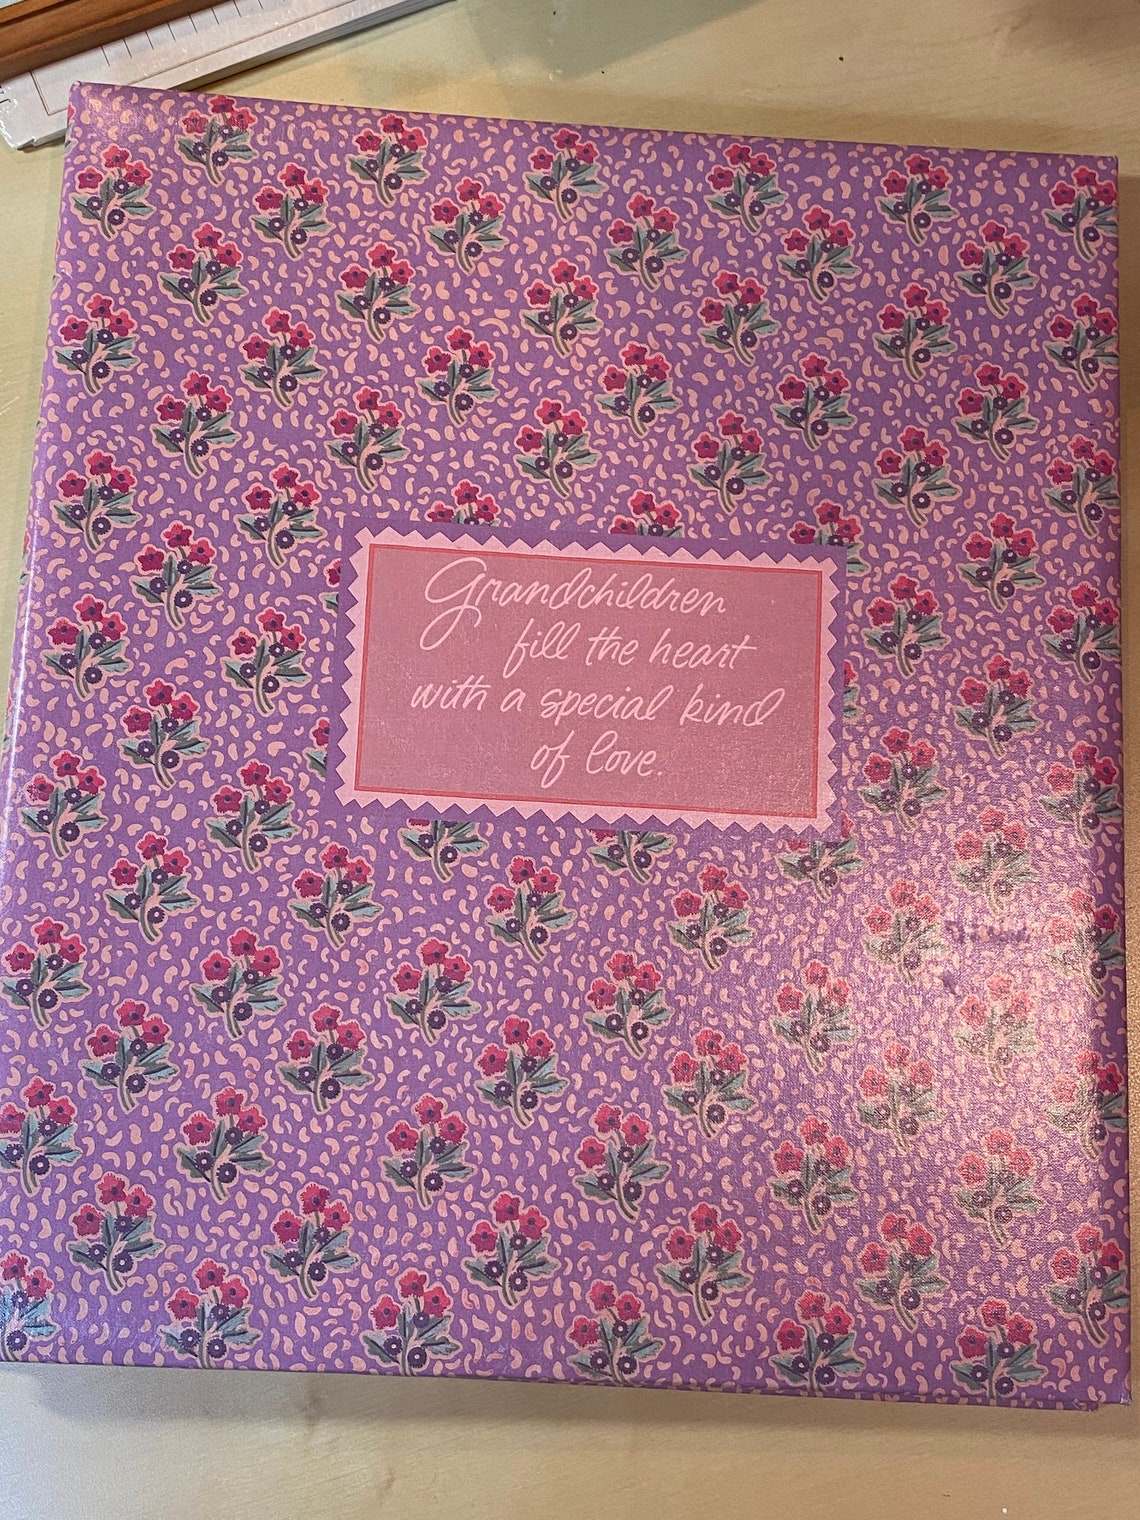 Grandchildren
fill the heart
with a special kind
of love.